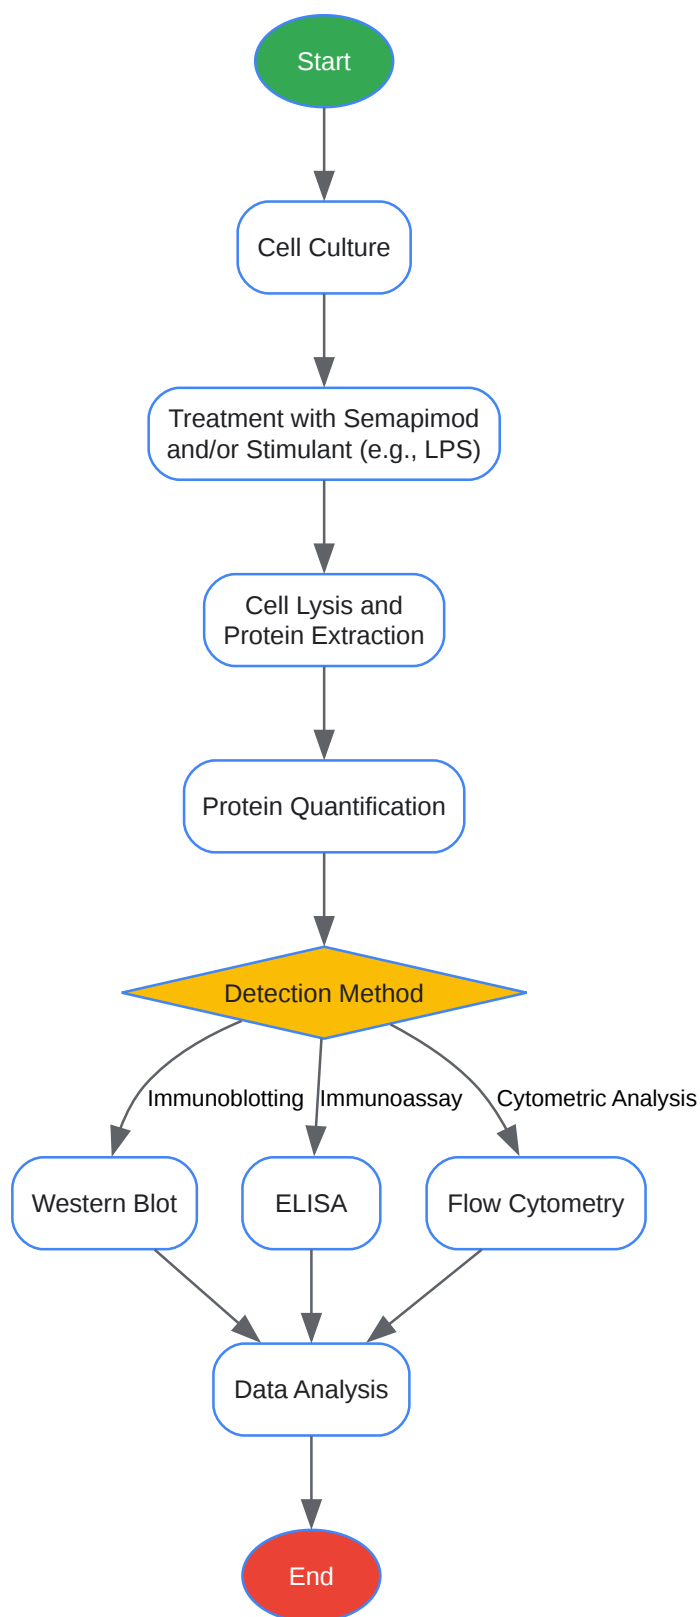 Start
Cell Culture
Treatment with Semapimod
and/or Stimulant (e.g., LPS)
Cell Lysis and
Protein Extraction
Protein Quantification
Detection Method
Immunoblotting
Immunoassay
Cytometric Analysis
Western Blot
ELISA
Flow Cytometry
Data Analysis
End